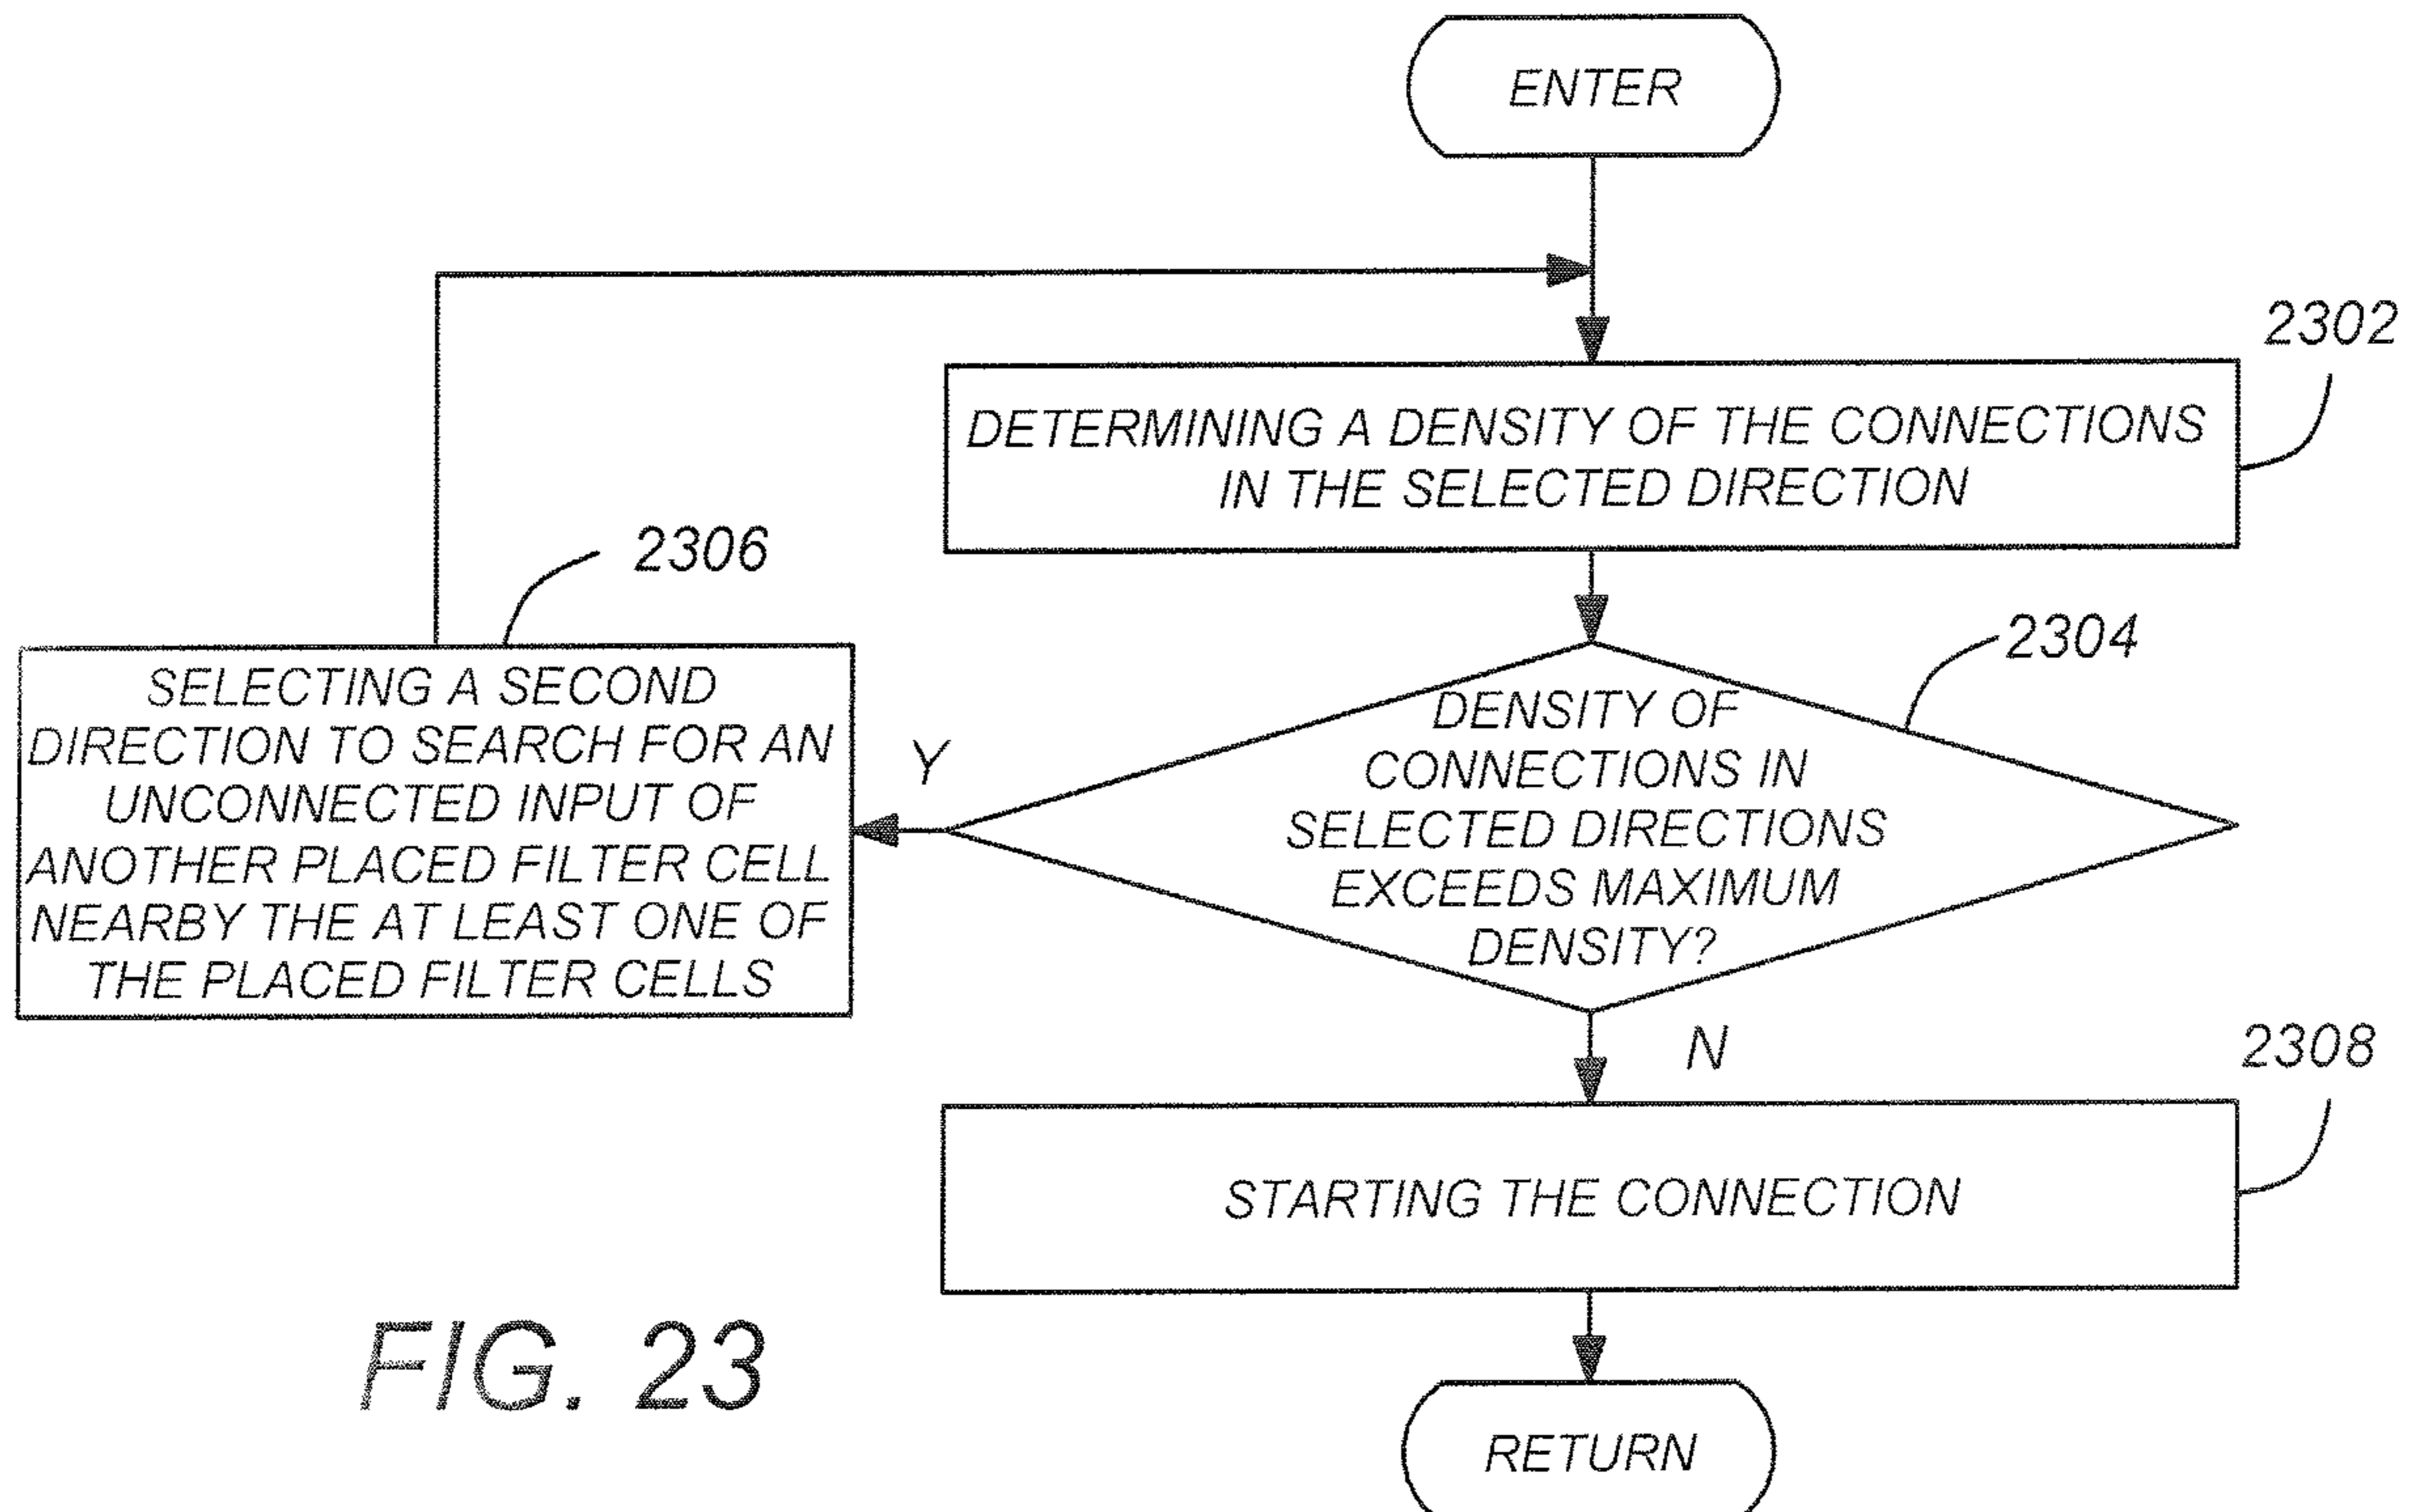 ENTER
2302
DETERMINING A DENSITY OF THE CONNECTIONS
IN THE SELECTED DIRECTION
2306
2304
SELECTING A SECOND
DIRECTION TO SEARCH FOR AN
UNCONNECTED INPUT OF
ANOTHER PLACED FILTER CELL
NEARBY THE AT LEAST ONE OF
THE PLACED FILTER CELLS
Y
DENSITY OF
CONNECTIONS IN
SELECTED DIRECTIONS
EXCEEDS MAXIMUM
DENSITY?
N
2308
STARTING THE CONNECTION
FIG. 23
RETURN